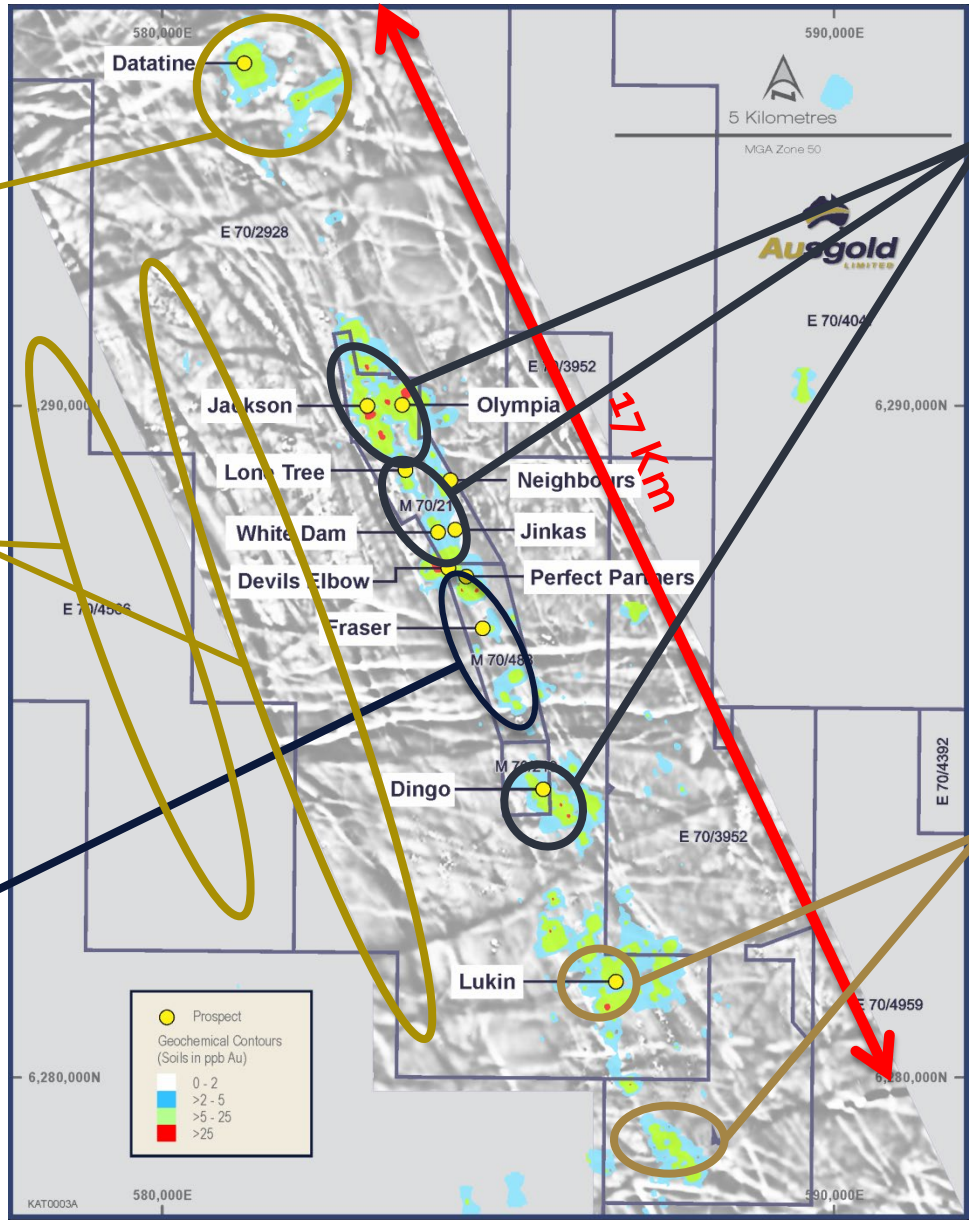 580,000E
590,000E
Datatine
5 Kilometres
MGA Zone 50
E 70/2928
Ausgold
LIMITED
E 70/3952
6,290,000N
Jackson
Olympia
17 Km
Lone Tree
Neighbours
White Dam
Jinkas
Devils Elbow
Perfect Partners
Fraser
Dingo
E 70/4392
E 70/3952
Lukin
E 70/4959
Prospect
Geochemical Contours
(Soils in ppb Au)
0 - 2
>2 - 5
>5 - 25
>25
6,280,000N
6,280,000N
580,000E
590,000E
KAT0003A